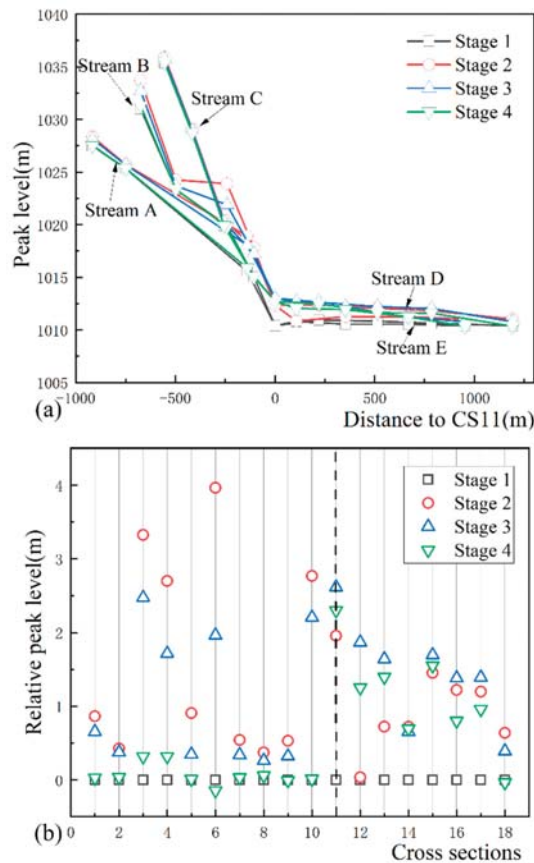 1040
1035
1030
1025
1020
1015
1010
1005
Peak level(m)
Stream B
Stream C
Stream A
Stream D
Stream E
Stage 1
Stage 2
Stage 3
Stage 4
-1000
-500
0
500
1000
(a)
Distance to CS11(m)
4
3
2
1
0
Relative peak level(m)
Stage 1
Stage 2
Stage 3
Stage 4
0
2
4
6
8
10
12
14
16
18
(b)
Cross sections